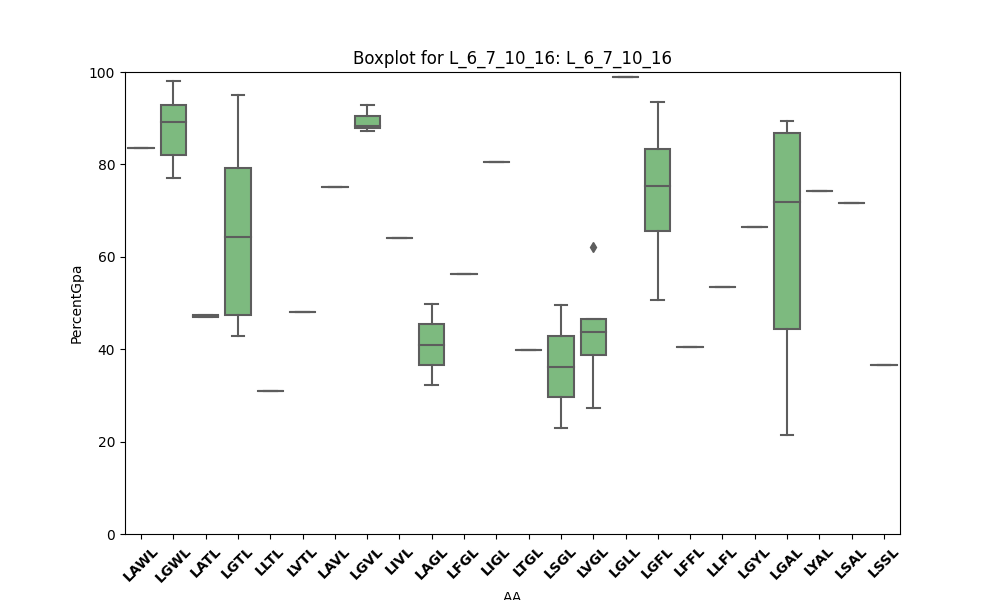 Boxplot for L_6_7_10_16: L_6_7_10_16
PercentGpa
100
80
60
40
20
0
LAWL
LGWL
LATL
LGTL
LLTL
LVTL
LAVL
LGVL
LIVL
LAGL
LFGL
LIGL
LTGL
LSGL
LVGL
LGLL
LGFL
LFFL
LLFL
LGYL
LGAL
LYAL
LSAL
LSSL
AA